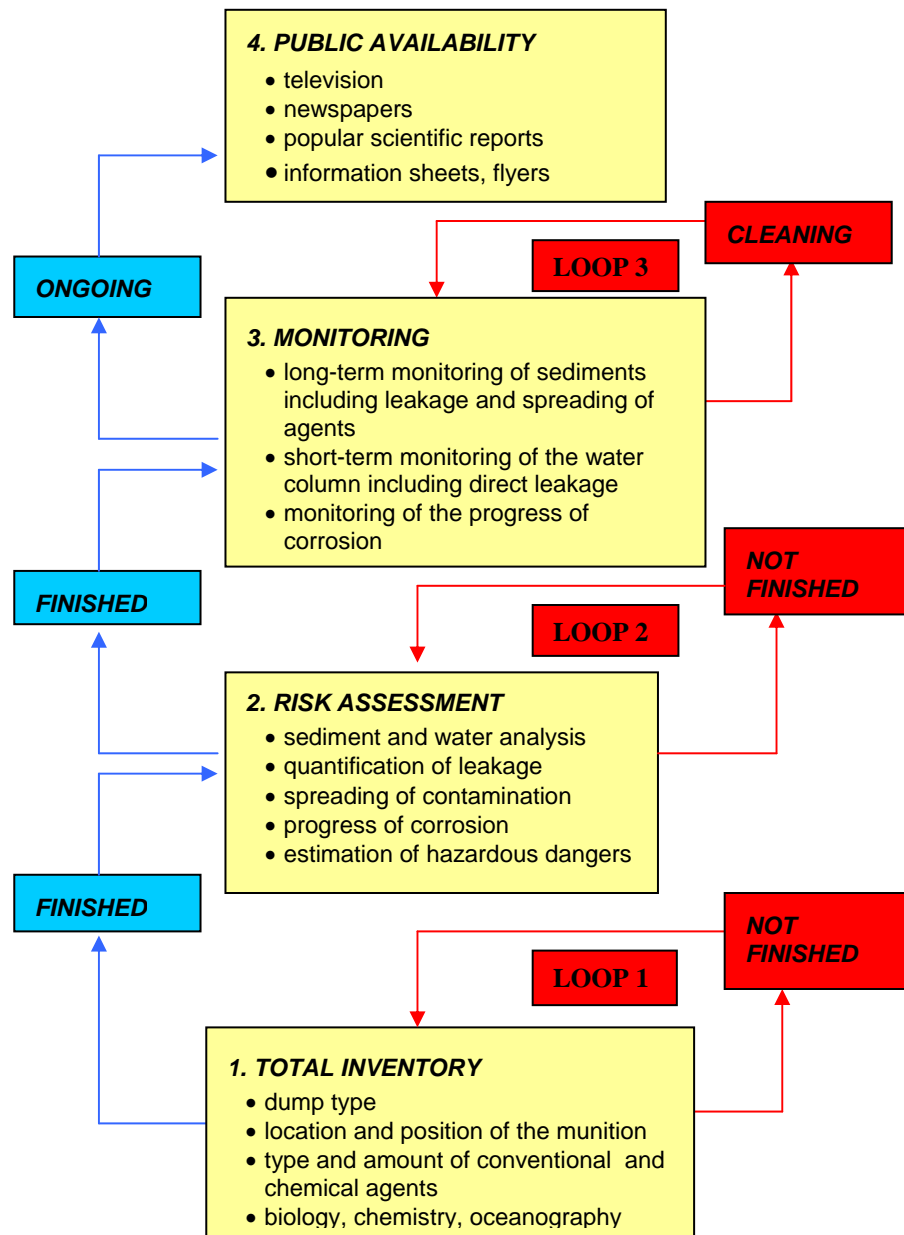 4. PUBLIC AVAILABILITY
• television
• newspapers
• popular scientific reports
• information sheets, flyers
CLEANING
LOOP 3
ONGOING
3. MONITORING
• long-term monitoring of sediments
including leakage and spreading of
agents
• short-term monitoring of the water
column including direct leakage
• monitoring of the progress of
corrosion
NOT
FINISHED
FINISHED
LOOP 2
2. RISK ASSESSMENT
• sediment and water analysis
• quantification of leakage
• spreading of contamination
• progress of corrosion
• estimation of hazardous dangers
FINISHED
NOT
FINISHED
LOOP 1
1. TOTAL INVENTORY
• dump type
• location and position of the munition
• type and amount of conventional and
chemical agents
• biology, chemistry, oceanography